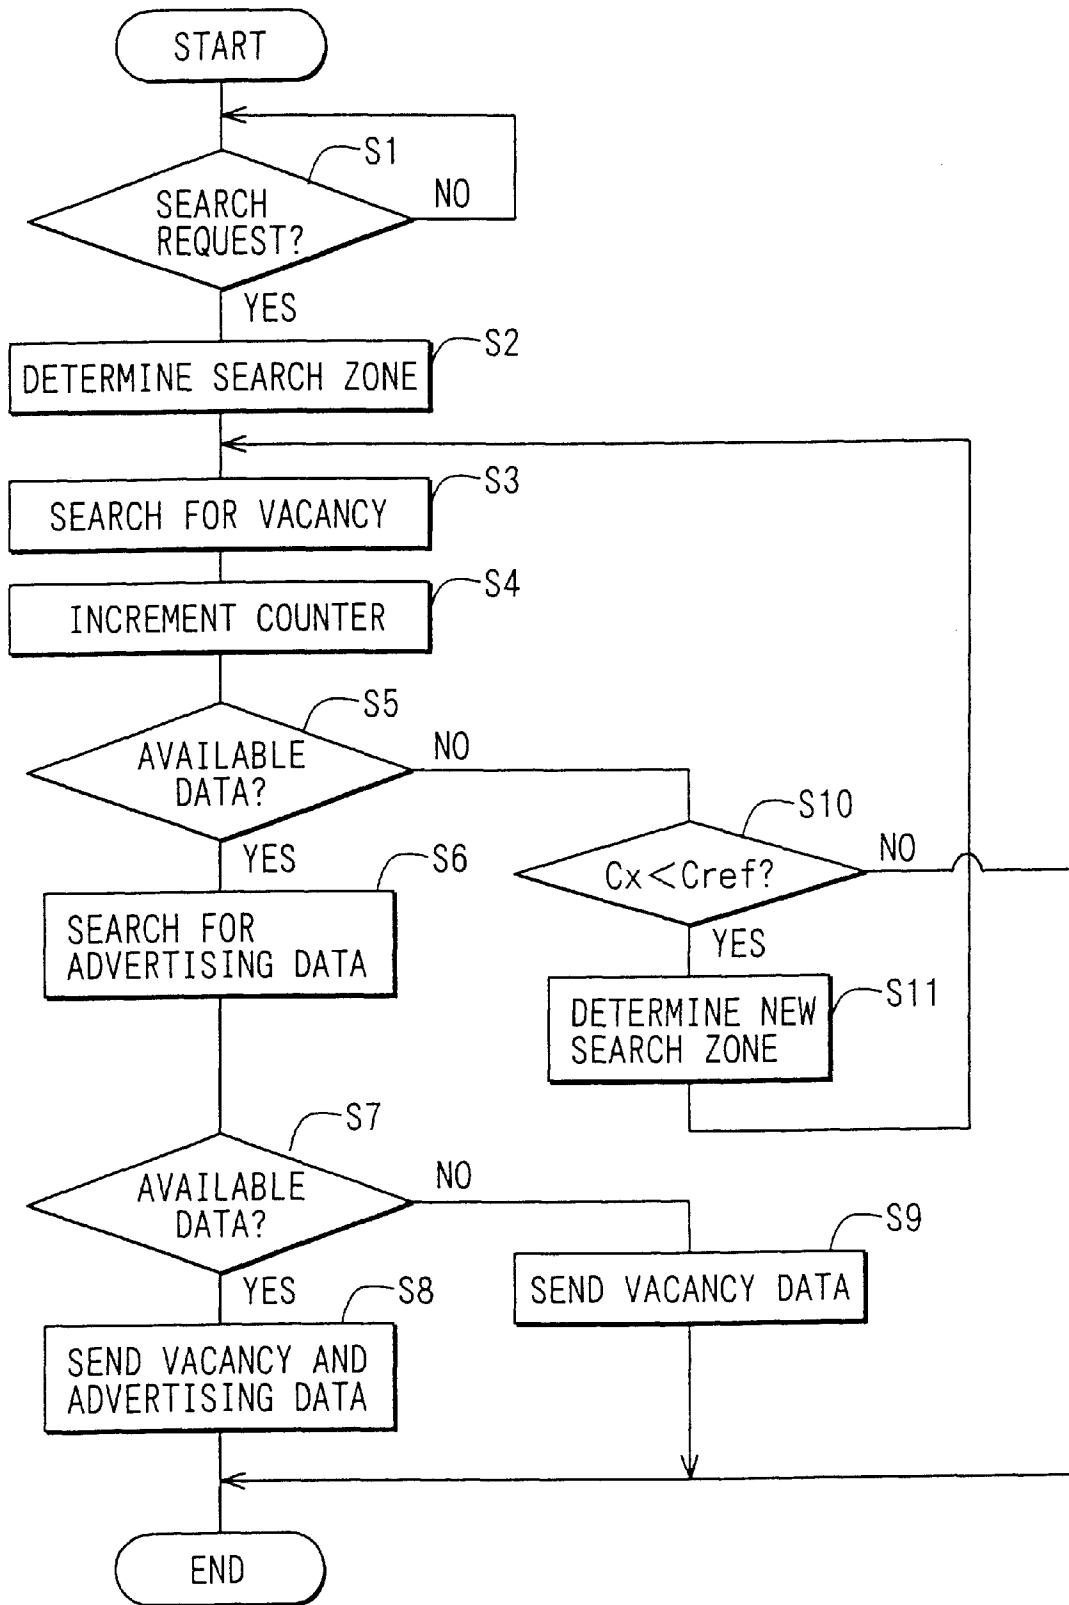 START
S1
SEARCH
REQUEST?
NO
YES
S2
DETERMINE SEARCH ZONE
S3
SEARCH FOR VACANCY
S4
INCREMENT COUNTER
S5
AVAILABLE
DATA?
NO
YES
S10
Cx<Cref?
NO
YES
S6
SEARCH FOR
ADVERTISING DATA
S11
DETERMINE NEW
SEARCH ZONE
S7
AVAILABLE
DATA?
NO
YES
S9
SEND VACANCY DATA
S8
SEND VACANCY AND
ADVERTISING DATA
END